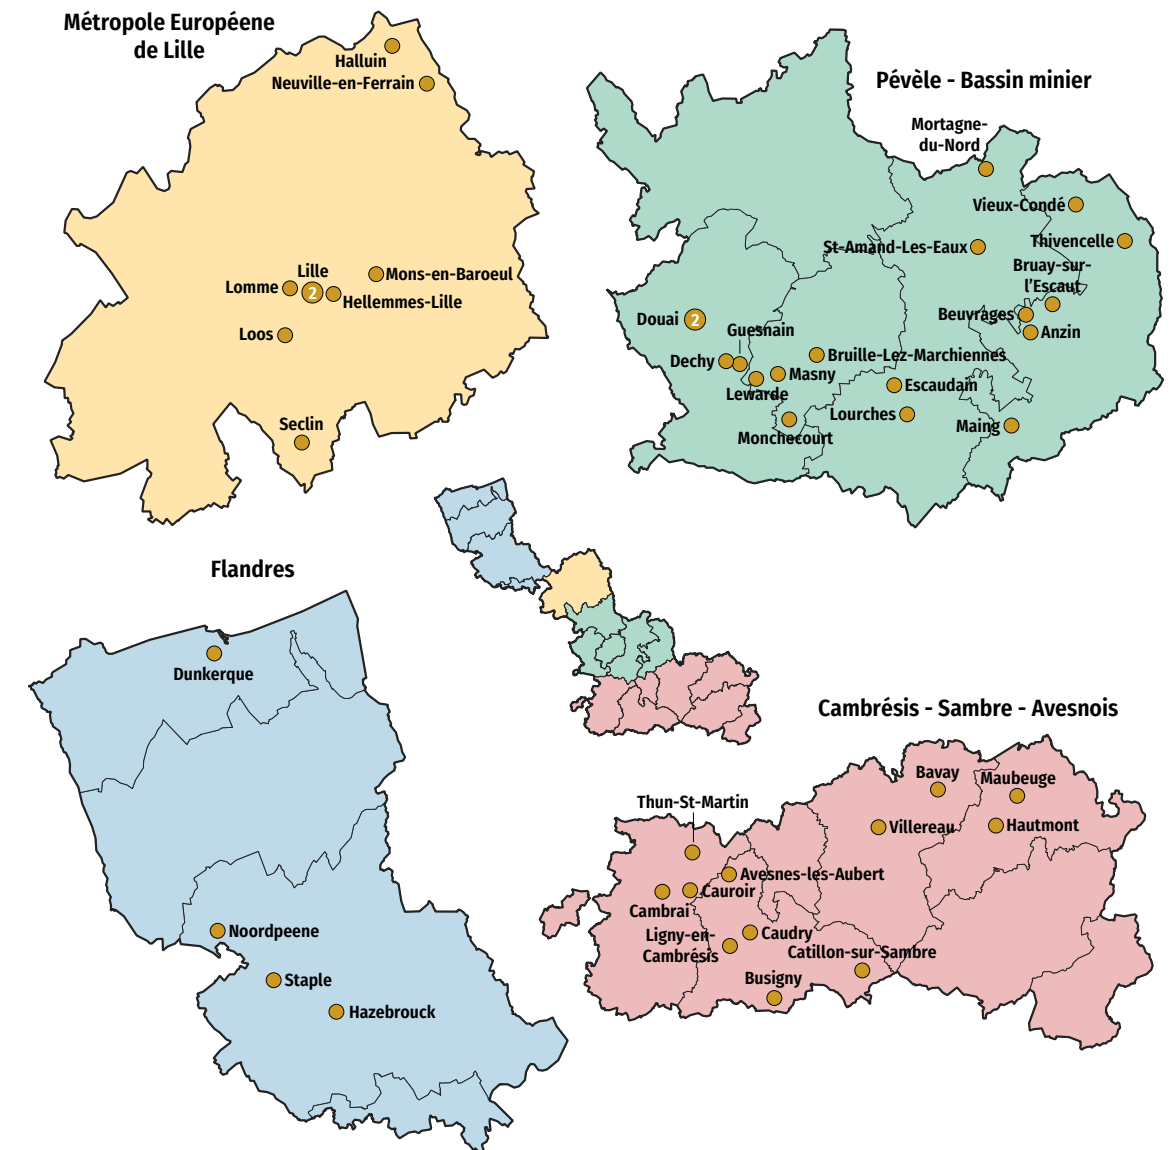 Métropole Européene
de Lille
Halluin
Neuville-en-Ferrain
Lille
2
Mons-en-Baroeul
Lomme
Hellemmes-Lille
Loos
Seclin
Pévèle - Bassin minier
Mortagne-
du-Nord
Vieux-Condé
St-Amand-Les-Eaux
Thivencelle
Bruay-sur-
l'Escaut
Beuvrages
Anzin
Douai
2
Guesnain
Dechy
Bruille-Lez-Marchiennes
Masny
Lewarde
Escaudain
Lourches
Monchecourt
Maing
Flandres
Dunkerque
Noordpeene
Staple
Hazebrouck
Cambrésis - Sambre - Avesnois
Bavay
Maubeuge
Thun-St-Martin
Villereau
Hautmont
Avesnes-les-Aubert
Cauroir
Cambrai
Ligny-en-
Cambrésis
Caudry
Catillon-sur-Sambre
Busigny